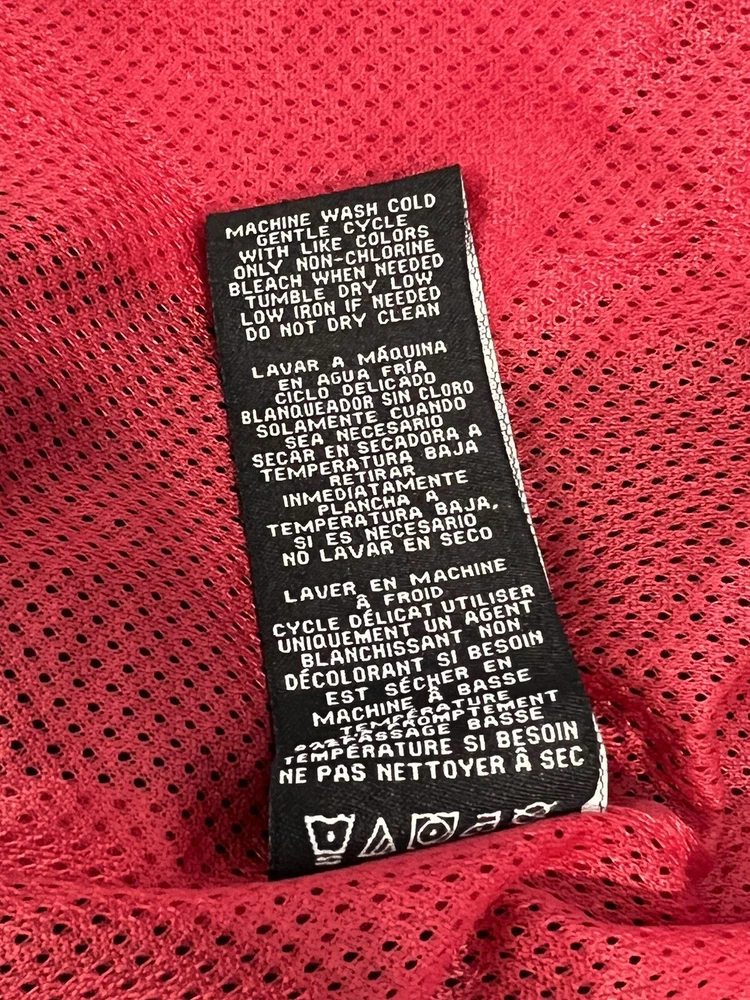 MACHINE WASH COLD
GENTLE CYCLE
WITH LIKE COLORS
ONLY NON-CHLORINE
BLEACH WHEN NEEDED
TUMBLE DRY LOW
LOW IRON IF NEEDED
DO NOT DRY CLEAN
LAVAR A MÁQUINA
EN AGUA FRÍA
CICLO DELICADO
BLANQUEADOR SIN CLORO
SOLAMENTE CUANDO
SEA NECESARIO
SECAR EN SECADORA A
TEMPERATURA BAJA
RETIRAR
INMEDIATAMENTE
PLANCHA A
TEMPERATURA BAJA,
SI ES NECESARIO
NO LAVAR EN SECO
LAVER EN MACHINE
Â FROID
CYCLE DÉLICAT UTILISER
UNIQUEMENT UN AGENT
BLANCHISSANT NON
DÉCOLORANT SI BESOIN
EST SÉCHER EN
MACHINE Â BASSE
TEMPÉRATURE
PROMPTEMENT
BASSE
TEMPÉRATURE SI BESOIN
NE PAS NETTOYER Â SEC